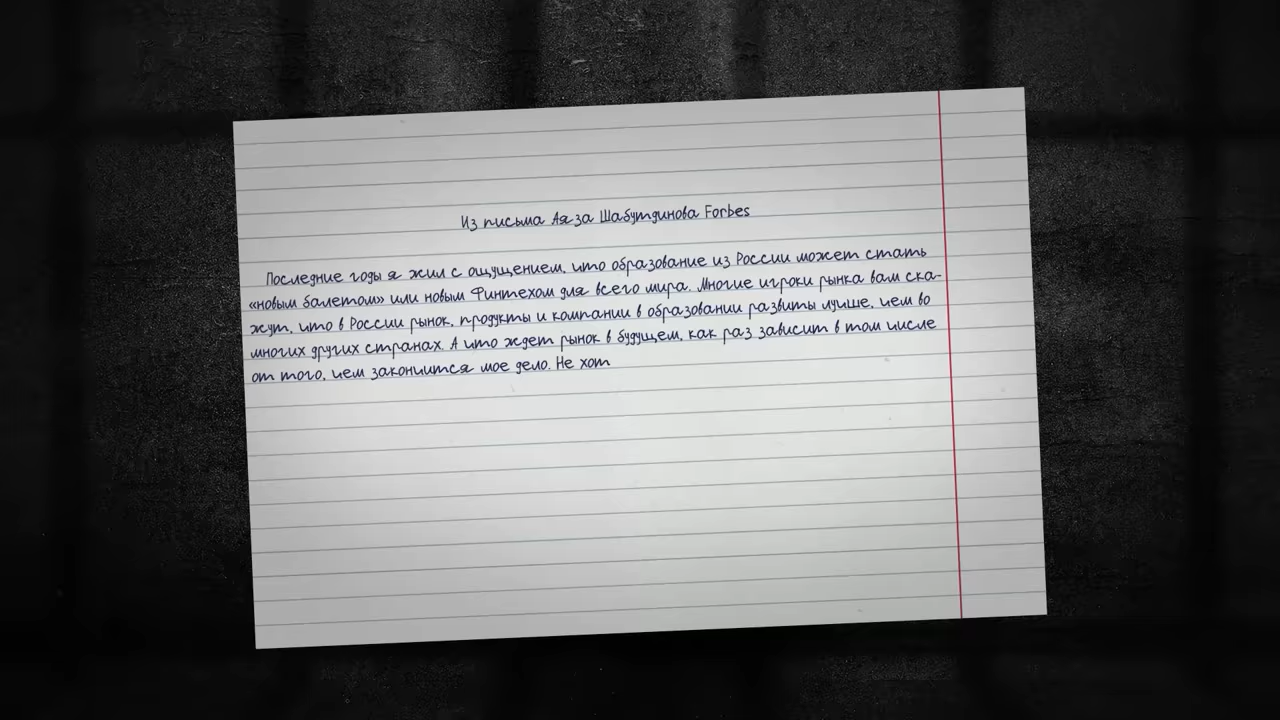 Из письма Аяза Шабутдинова Forbes
Последние годы я жил с ощущением, что образование из России может стать
«новым балетом» или новым Финтехом для всего мира. Многие игроки рынка вам ска-
жут, что в России рынок, продукты и компании в образовании развиты лучше, чем во
многих других странах. А что ждет рынок в будущем, как раз зависит в том числе
от того, чем закончится мое дело. Не хот